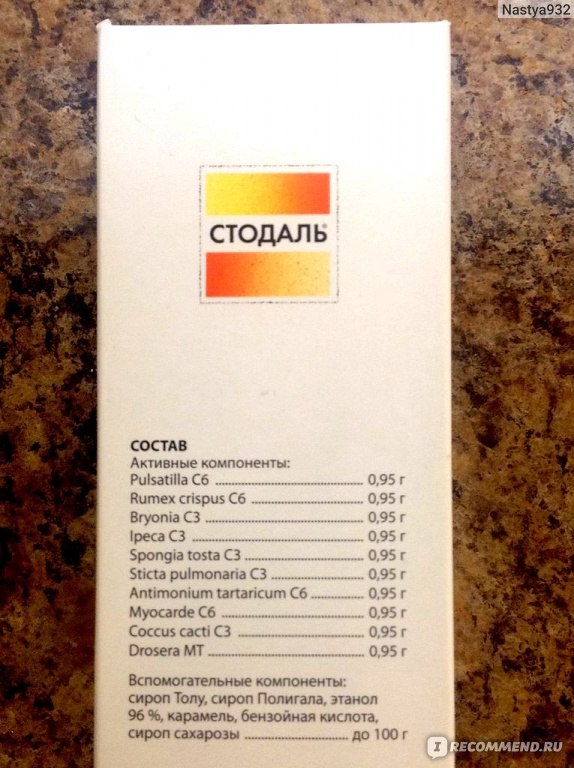 Nastya932
СТОДАЛЬ®
СОСТАВ
Активные компоненты:
Pulsatilla C6 ........ 0,95 г
Rumex crispus C6 ........ 0,95 г
Bryonia C3 ........ 0,95 г
Ipeca C3 ........ 0,95 г
Spongia tosta C3 ........ 0,95 г
Sticta pulmonaria C3 ........ 0,95 г
Antimonium tartaricum C6 ........ 0,95 г
Myocarde C6 ........ 0,95 г
Coccus cacti C3 ........ 0,95 г
Drosera MT ........ 0,95 г
Вспомогательные компоненты:
сироп Толу, сироп Полигала, этанол
96 %, карамель, бензойная кислота,
сироп сахарозы ........ до 100 г
IRECOMMEND.RU